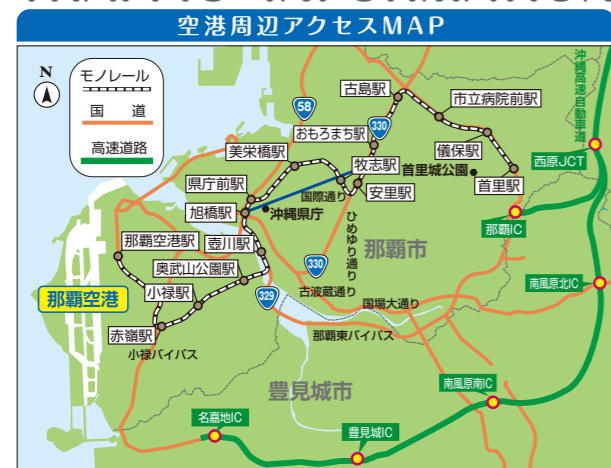 空港周辺アクセスMAP
N
モノレール
国道
高速道路
沖縄高速自動車道
古島駅
58
市立病院前駅
330
おもろまち駅
儀保駅
美栄橋駅
牧志駅
首里城公園
西原JCT
県庁前駅
国際通り
安里駅
首里駅
旭橋駅
沖縄県庁
ひめゆり通り
那覇IC
那覇空港駅
壺川駅
那覇市
奥武山公園駅
330
那覇空港
小禄駅
329
古波蔵通り
国場大通り
南風原北IC
赤嶺駅
那覇東バイパス
小禄バイパス
豊見城市
南風原南IC
名嘉地IC
豊見城IC